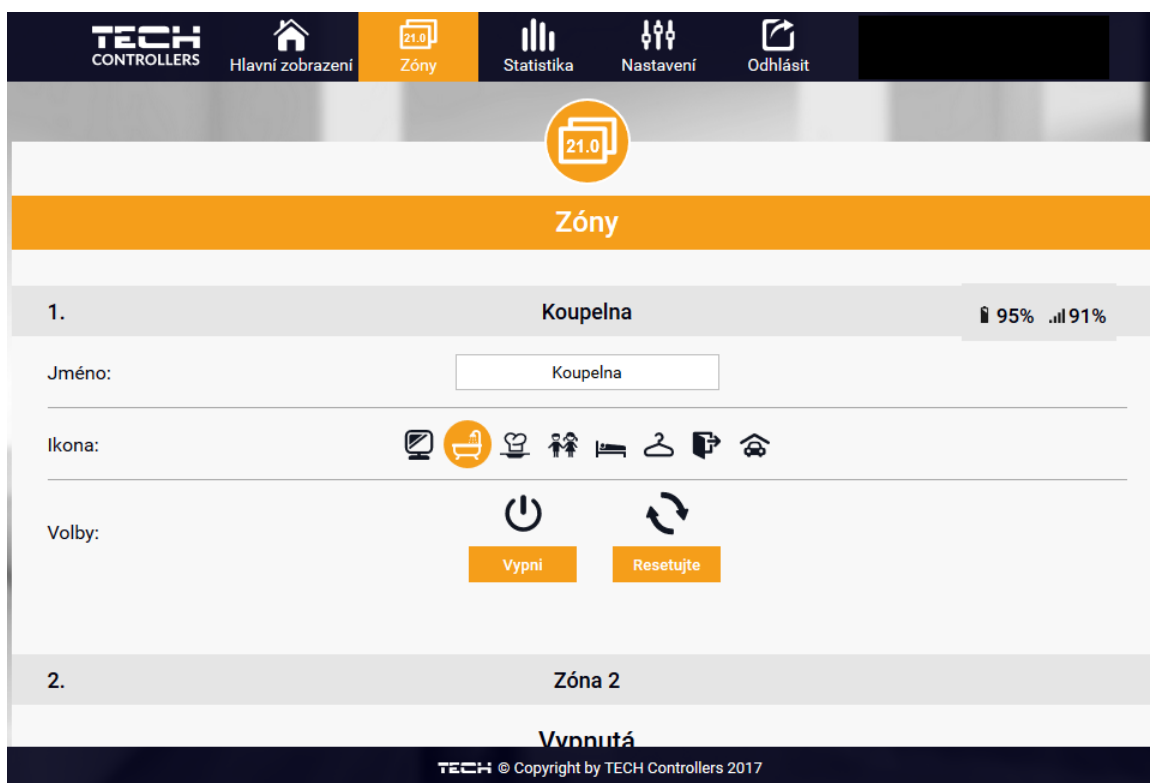 TECH
CONTROLLERS
Hlavní zobrazení
21.0
Zóny
Statistika
Nastavení
Odhlásit
21.0
Zóny
1.
Koupelna
95% 91%
Jméno:
Koupelna
Ikona:
Volby:
Vypni
Resetujte
2.
Zóna 2
Vypnutá
TECH © Copyright by TECH Controllers 2017